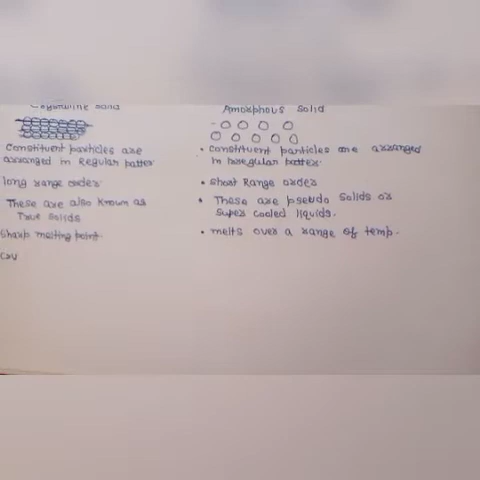 Crystalline Solid
Amorphous Solid
Constituent particles are
arranged in Regular patter
• Constituent particles are arranged
in irregular patter.
long range order
• Short Range order
These are also known as
True Solids
• These are pseudo Solids or
Super cooled liquids.
Sharp melting point.
• melts over a range of temp.